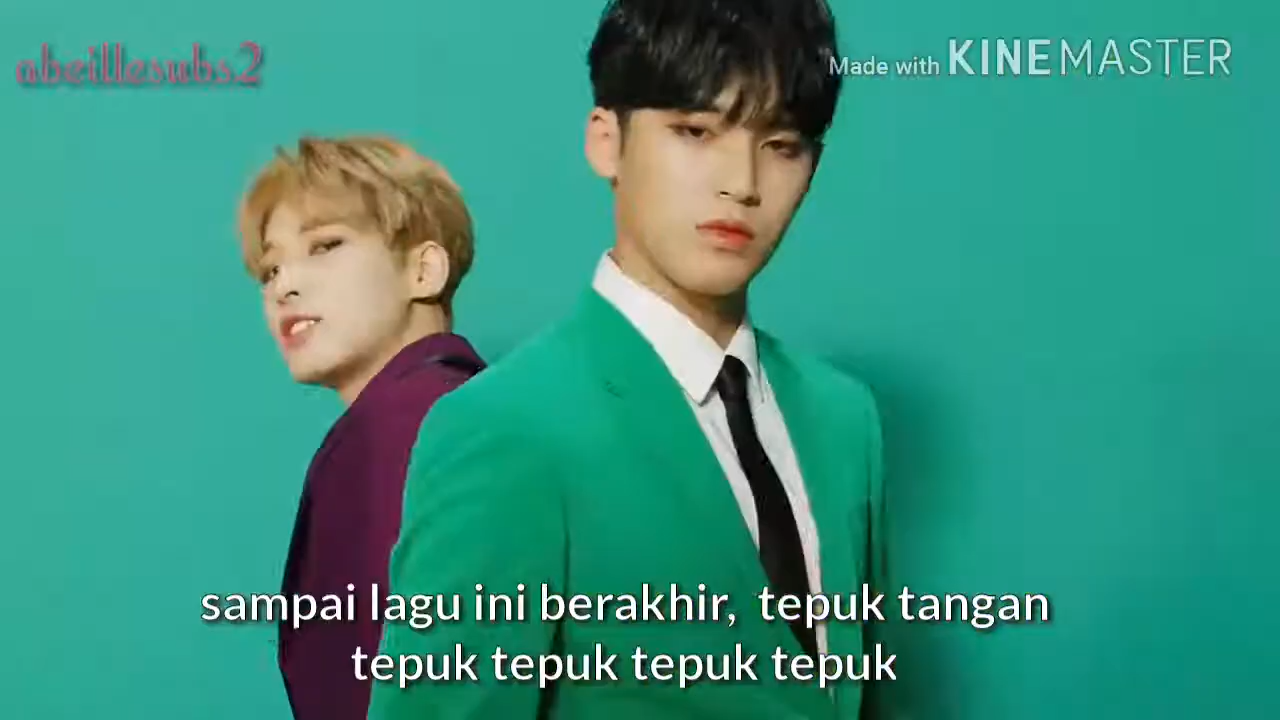 abeillesubs2
Made with KINEMASTER
sampai lagu ini berakhir, tepuk tangan
tepuk tepuk tepuk tepuk